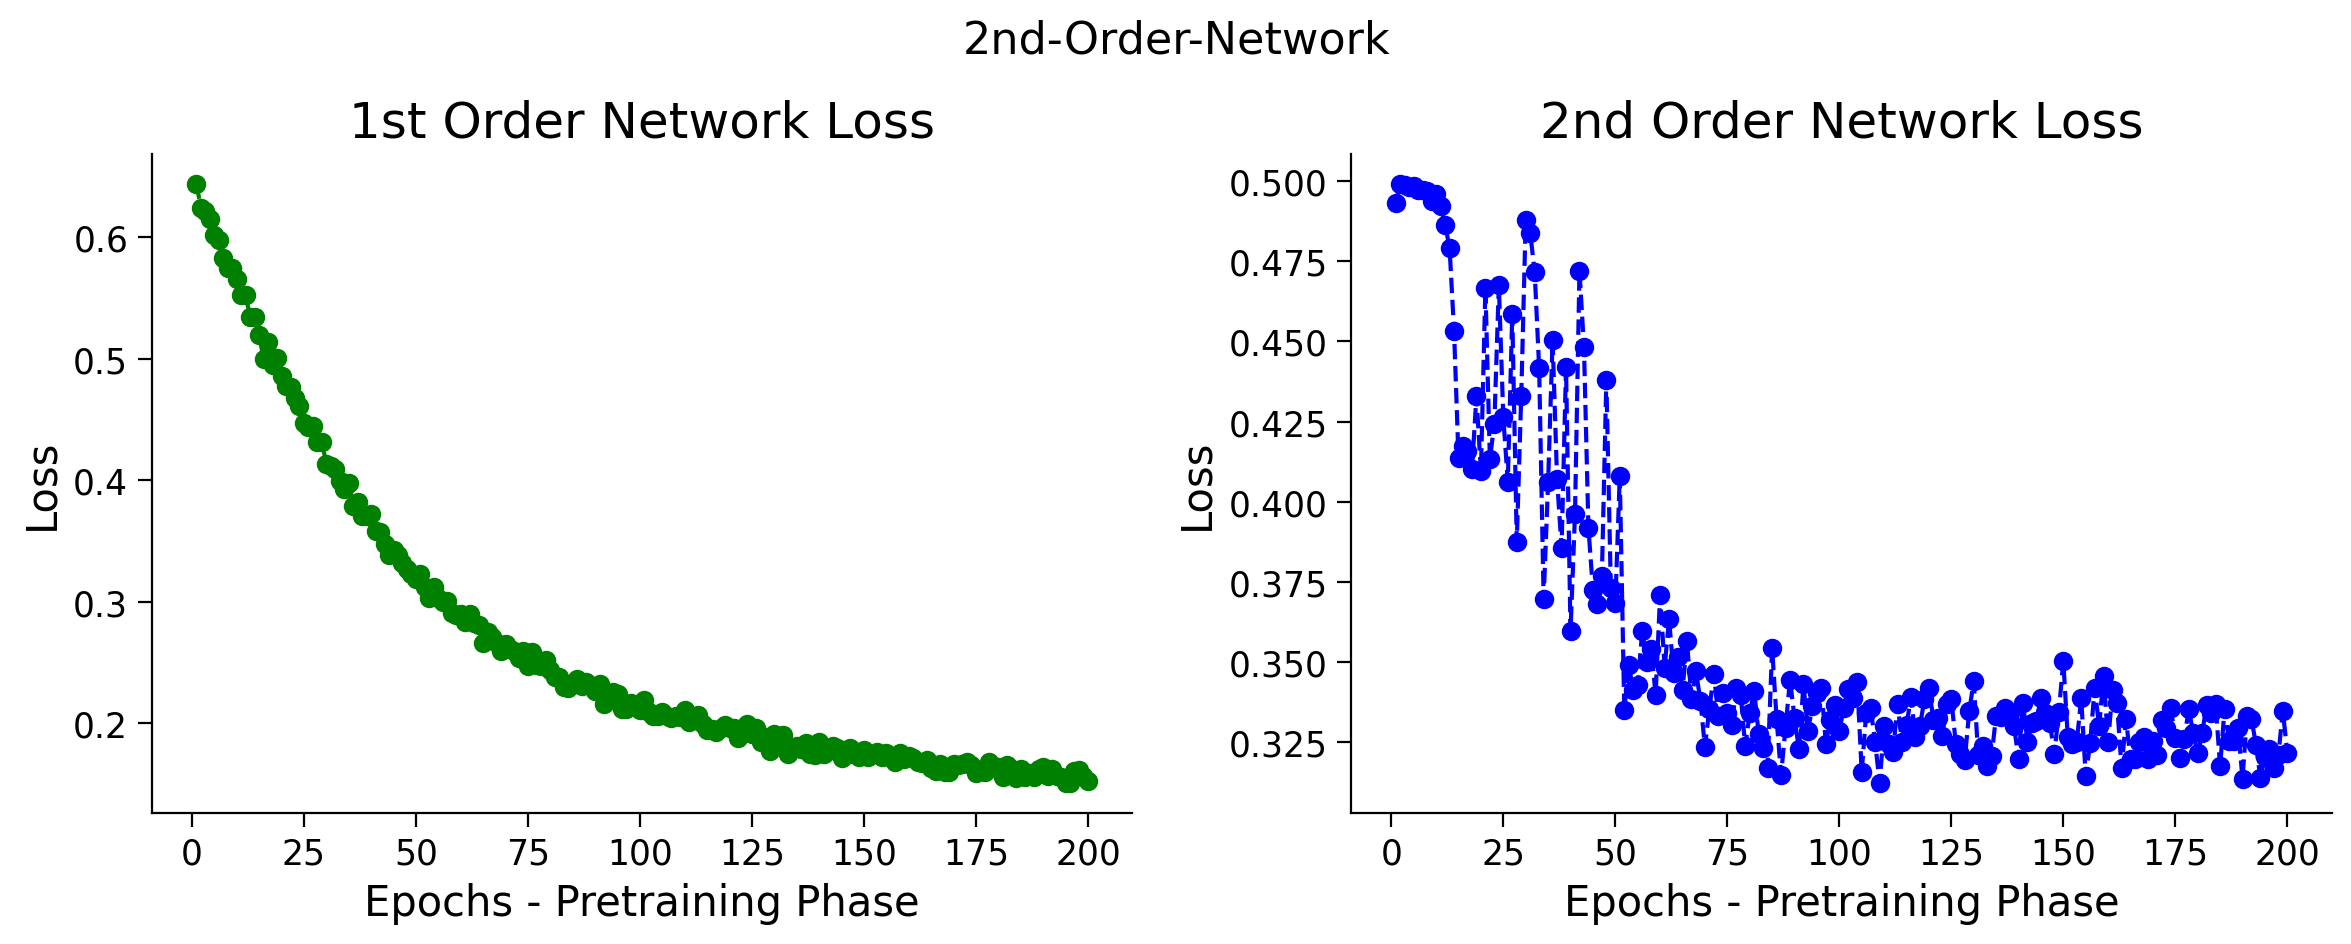 2nd-Order-Network
1st Order Network Loss
Loss
0.6
0.5
0.4
0.3
0.2
0 25 50 75 100 125 150 175 200
Epochs - Pretraining Phase
2nd Order Network Loss
Loss
0.500
0.475
0.450
0.425
0.400
0.375
0.350
0.325
0 25 50 75 100 125 150 175 200
Epochs - Pretraining Phase